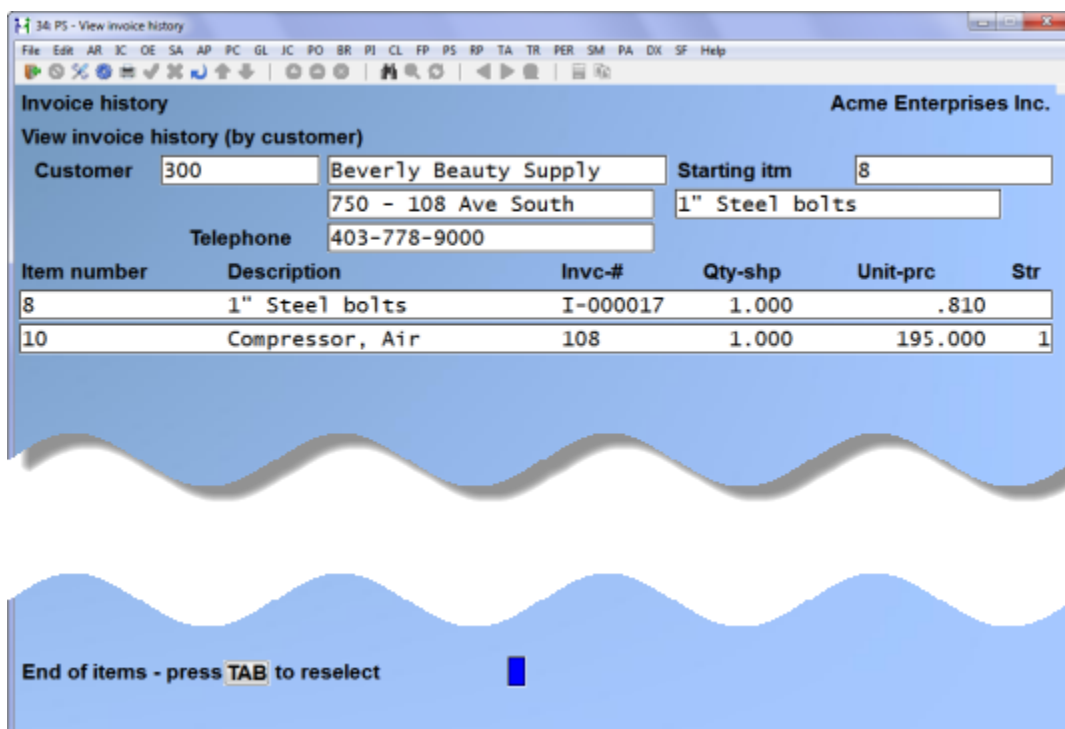 34: PS - View invoice history
File Edit AR IC OE SA AP PC GL JC PO BR PJ CL FP PS RP TA TR PER SM PA DX SF Help
Invoice history Acme Enterprises Inc.
View invoice history (by customer)
Customer 300 Beverly Beauty Supply Starting itm 8
750 - 108 Ave South 1" Steel bolts
Telephone 403-778-9000
Item number Description Invc-# Qty-shp Unit-prc Str
8 1" Steel bolts I-000017 1.000 .810
10 Compressor, Air 108 1.000 195.000 1
End of items - press TAB to reselect